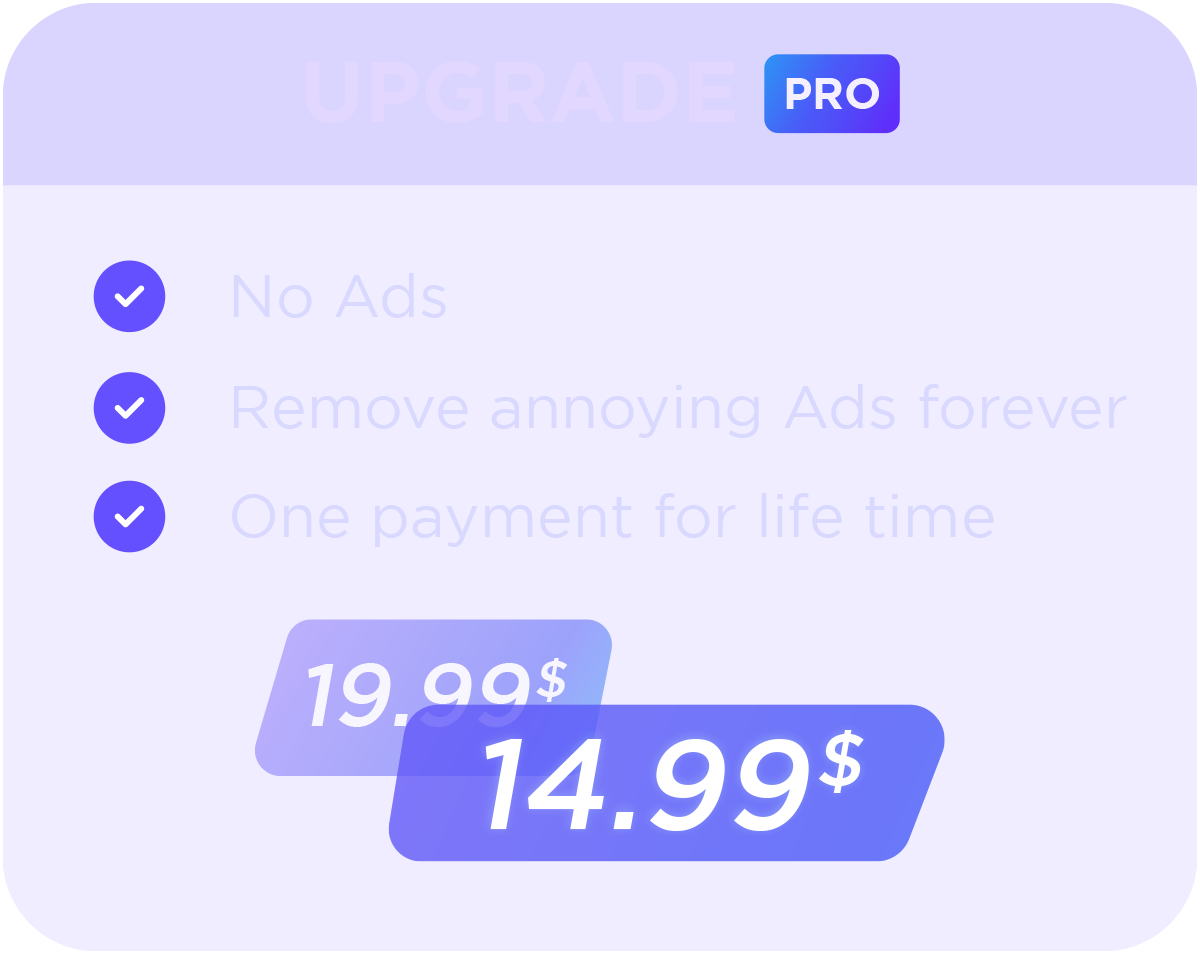 UPGRADE PRO
No Ads
Remove annoying Ads forever
One payment for life time
19.99$
14.99$